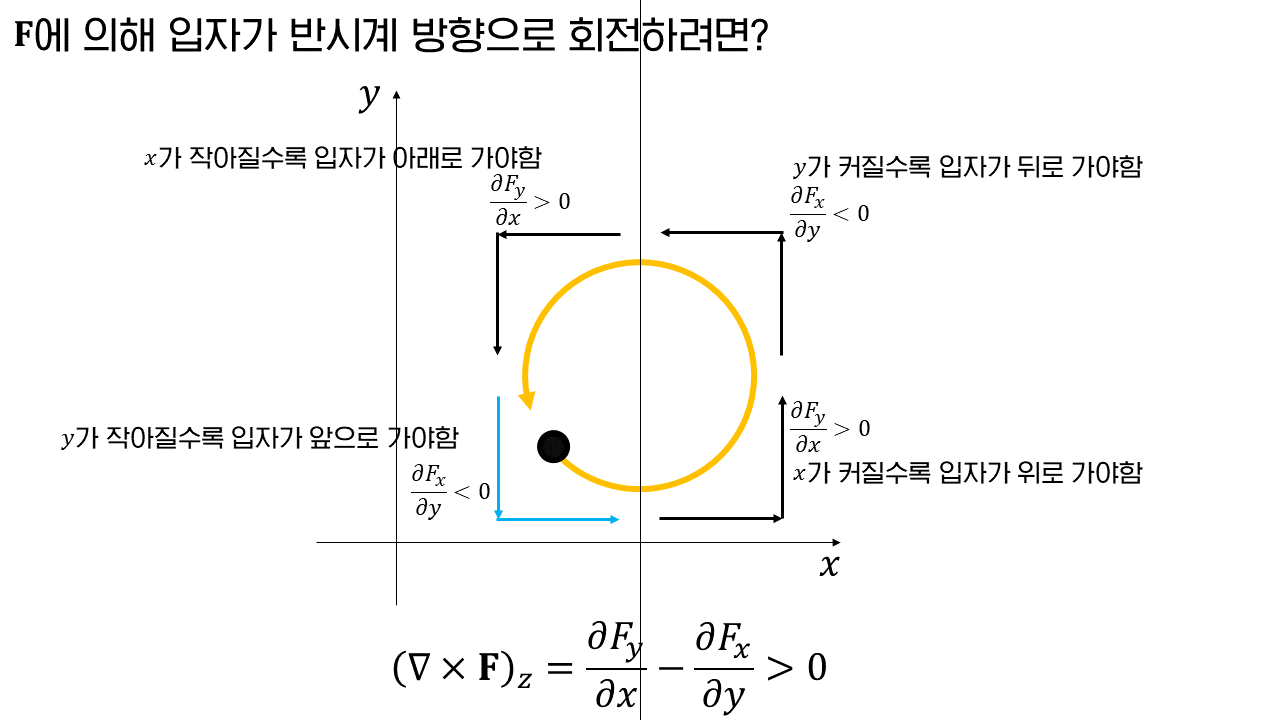 𝐅에 의해 입자가 반시계 방향으로 회전하려면?
y
x가 작아질수록 입자가 아래로 가야함
∂F_y/∂x > 0
y가 커질수록 입자가 뒤로 가야함
∂F_x/∂y < 0
y가 작아질수록 입자가 앞으로 가야함
∂F_x/∂y < 0
∂F_y/∂x > 0
x가 커질수록 입자가 위로 가야함
x
(∇ × 𝐅)_z = ∂F_y/∂x − ∂F_x/∂y > 0